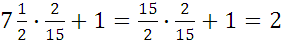 7 1/2 · 2/15 + 1 = 15/2 · 2/15 + 1 = 2